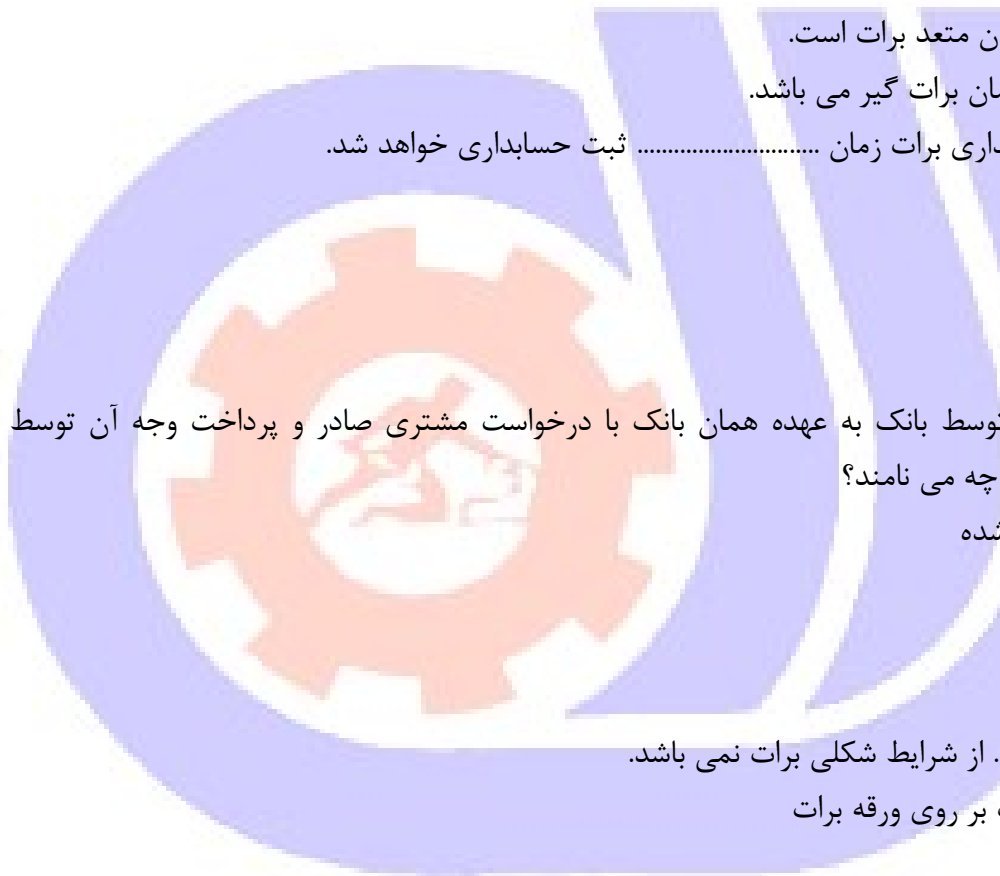 ن متعد برات است.
ان برات گیر می باشد.
داری برات زمان .............................. ثبت حسابداری خواهد شد.
توسط بانک به عهده همان بانک با درخواست مشتری صادر و پرداخت وجه آن توسط
چه می نامند؟
شده
. از شرایط شکلی برات نمی باشد.
بر روی ورقه برات